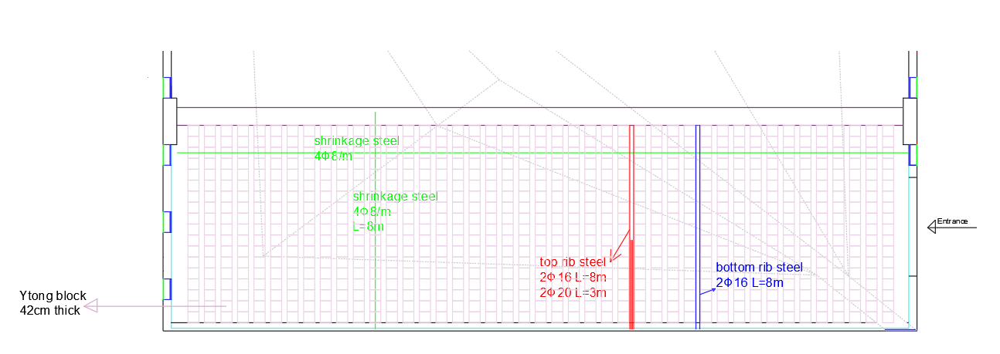 shrinkage steel
4Φ8/m
shrinkage steel
4Φ8/m
L=8m
Entrance
top rib steel
2Φ16 L=8m
2Φ20 L=3m
bottom rib steel
2Φ16 L=8m
Ytong block
42cm thick